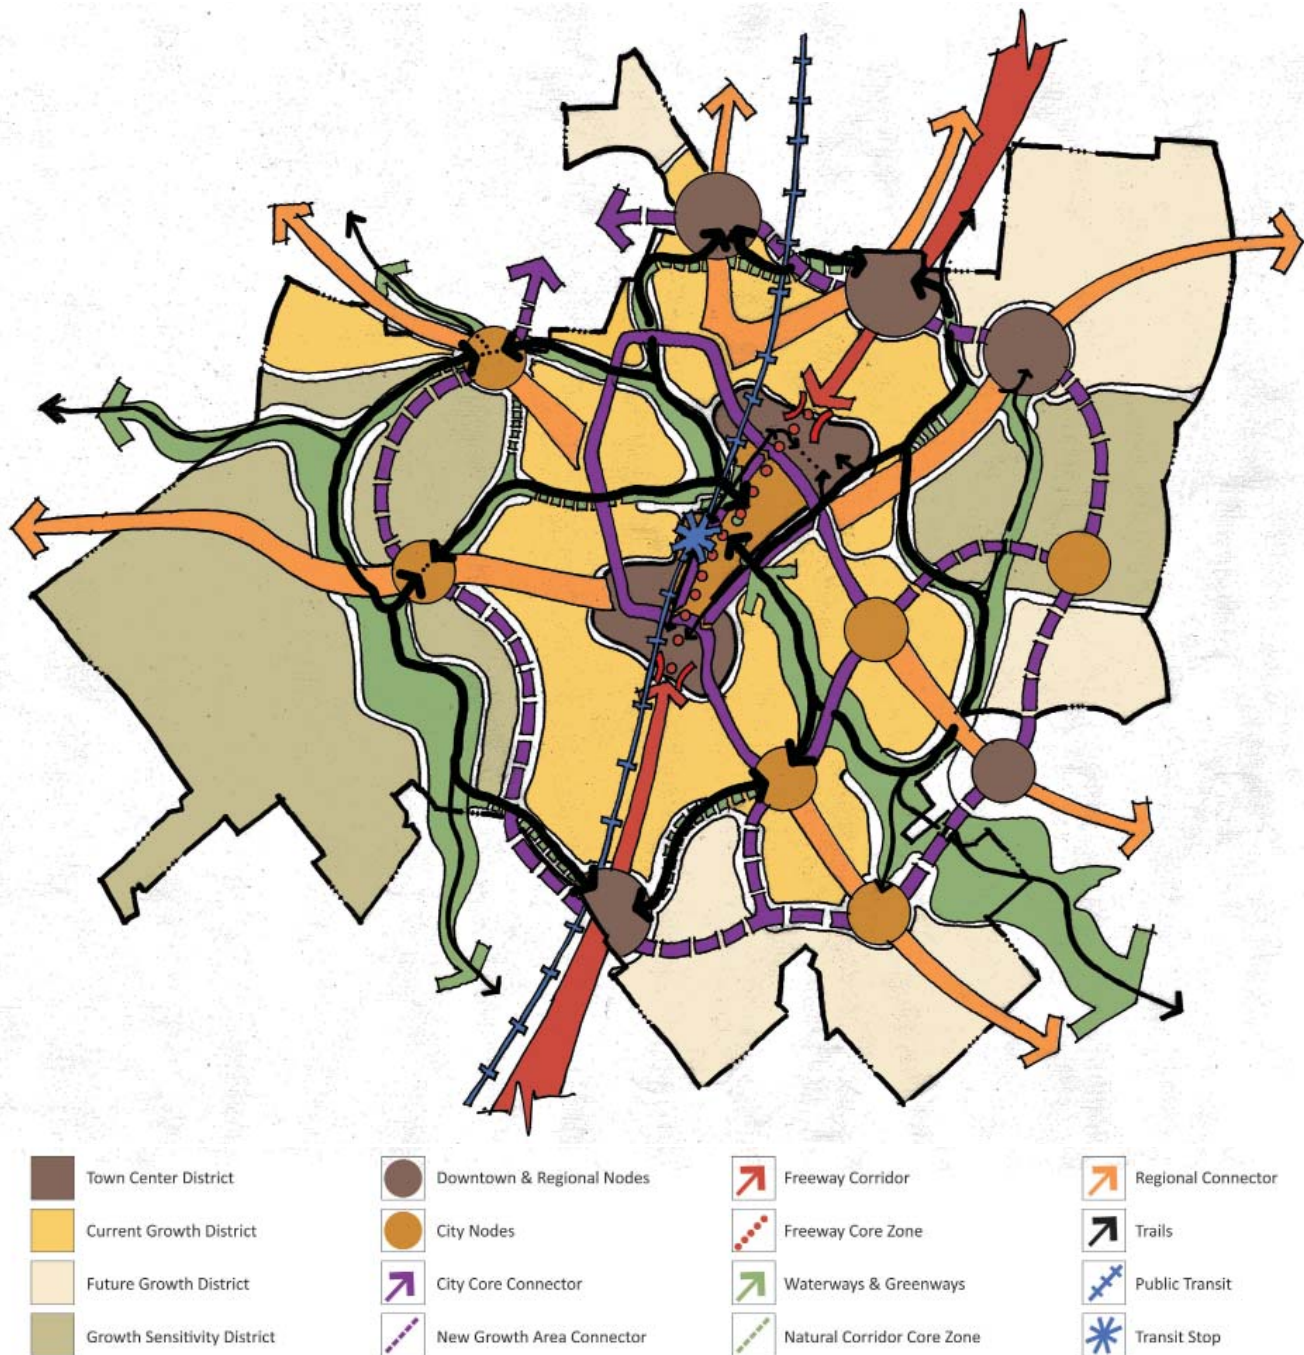 Town Center District
Downtown & Regional Nodes
Freeway Corridor
Regional Connector
Current Growth District
City Nodes
Freeway Core Zone
Trails
Future Growth District
City Core Connector
Waterways & Greenways
Public Transit
Growth Sensitivity District
New Growth Area Connector
Natural Corridor Core Zone
Transit Stop